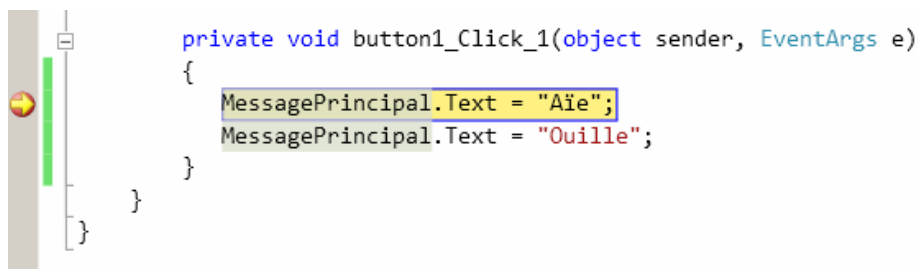 private void button1_Click_1(object sender, EventArgs e)
{
MessagePrincipal.Text = "Aïe";
MessagePrincipal.Text = "Ouille";
}
}
}